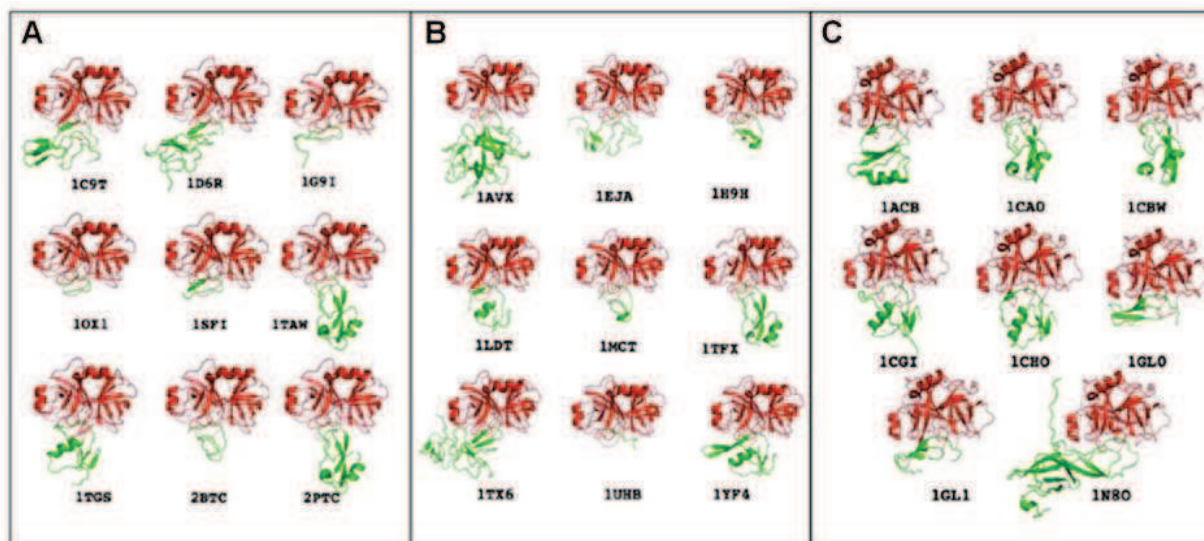 A
B
C
1C9T 1D6R 1G9I
1OX1 1SFI 1TAW
1TGS 2BTC 2PTC
1AVX 1EJA 1H9H
1LDT 1MCT 1TFX
1TX6 1UHB 1YF4
1ACB 1CA0 1CBW
1CGI 1CHO 1GL0
1GL1 1N8O